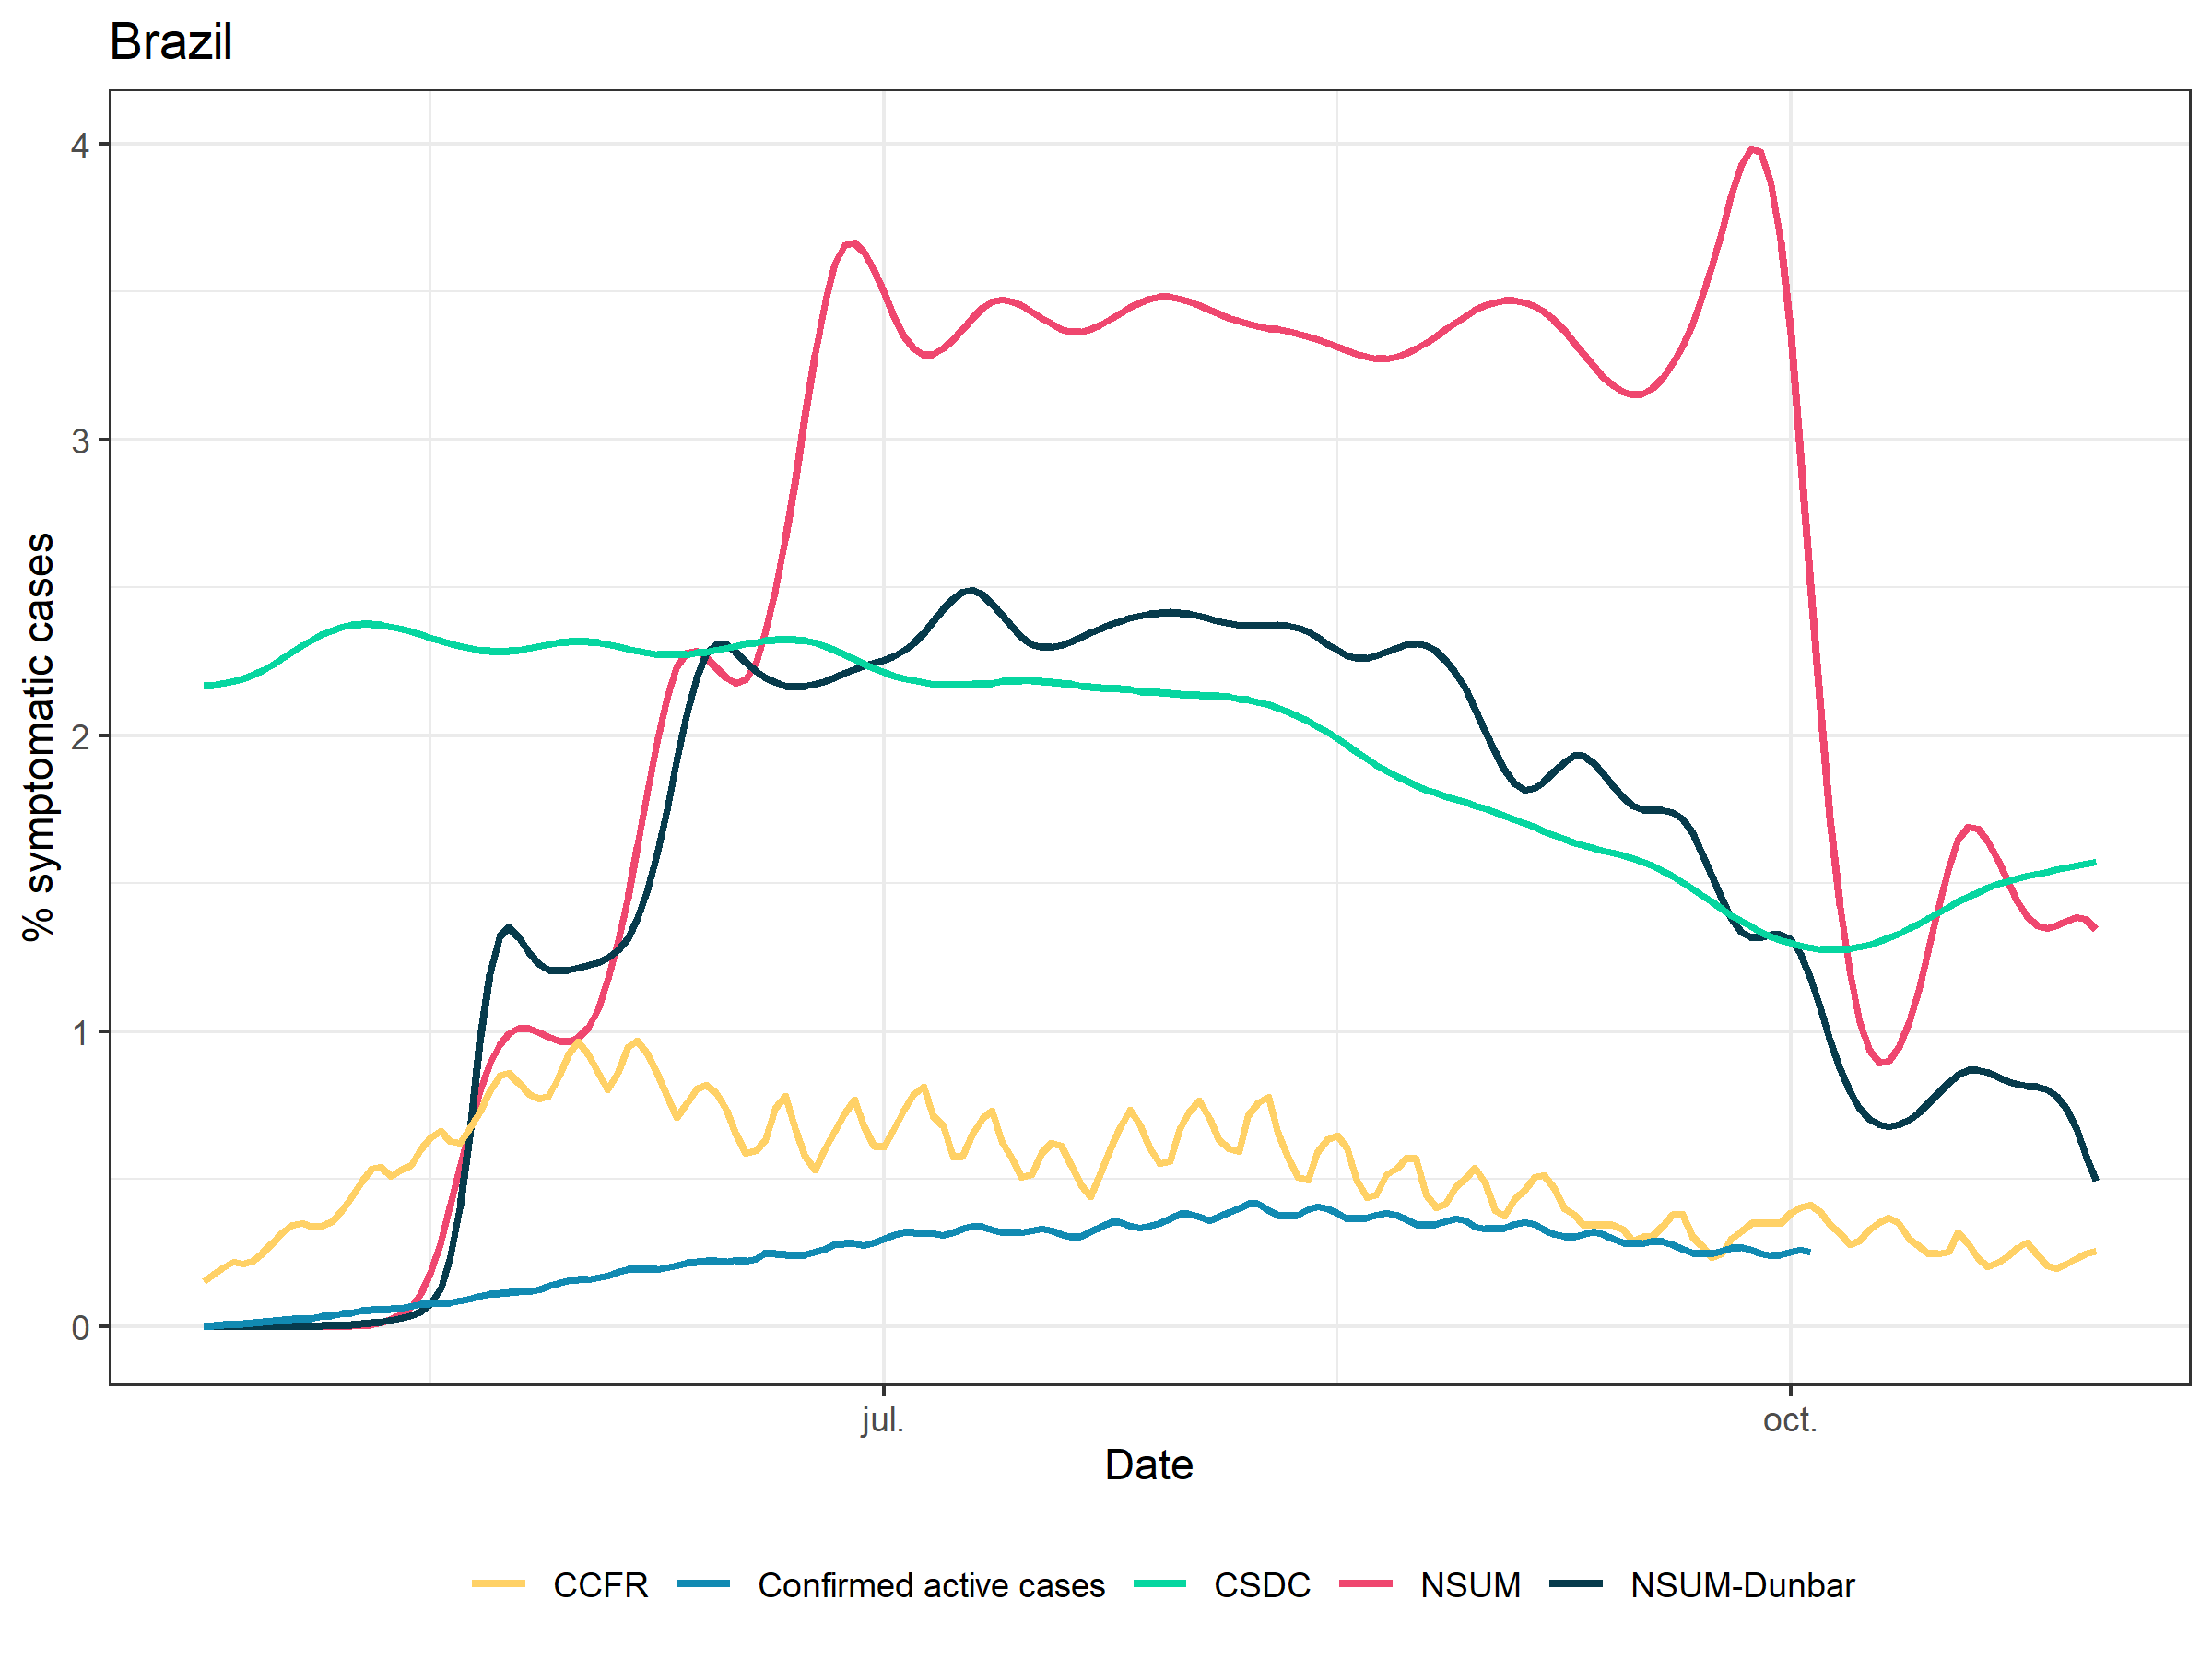 Brazil
4
3
2
1
0
% symptomatic cases
jul.
oct.
Date
CCFR
Confirmed active cases
CSDC
NSUM
NSUM-Dunbar